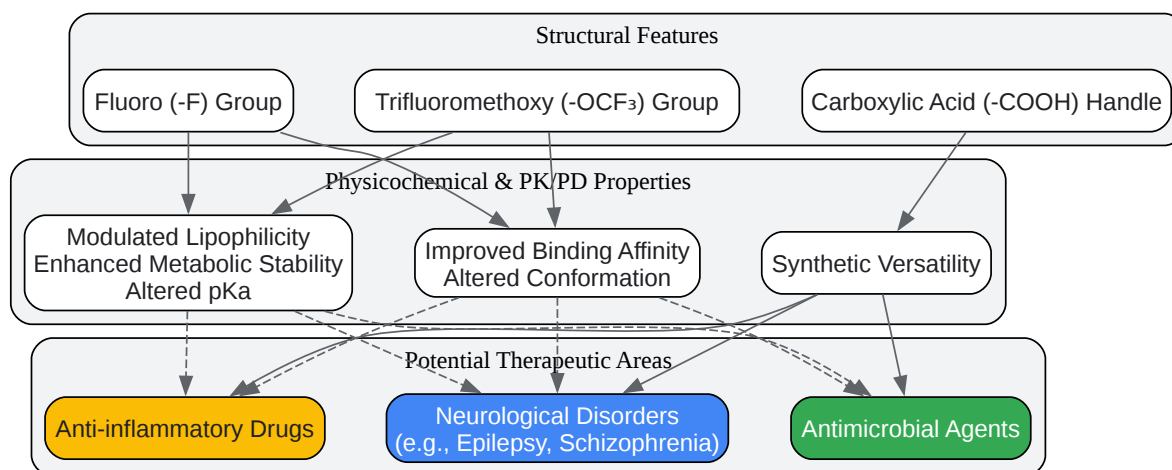 Structural Features
Fluoro (-F) Group
Trifluoromethoxy (-OCF₃) Group
Carboxylic Acid (-COOH) Handle
Physicochemical & PK/PD Properties
Modulated Lipophilicity
Enhanced Metabolic Stability
Altered pKa
Improved Binding Affinity
Altered Conformation
Synthetic Versatility
Potential Therapeutic Areas
Anti-inflammatory Drugs
Neurological Disorders
(e.g., Epilepsy, Schizophrenia)
Antimicrobial Agents